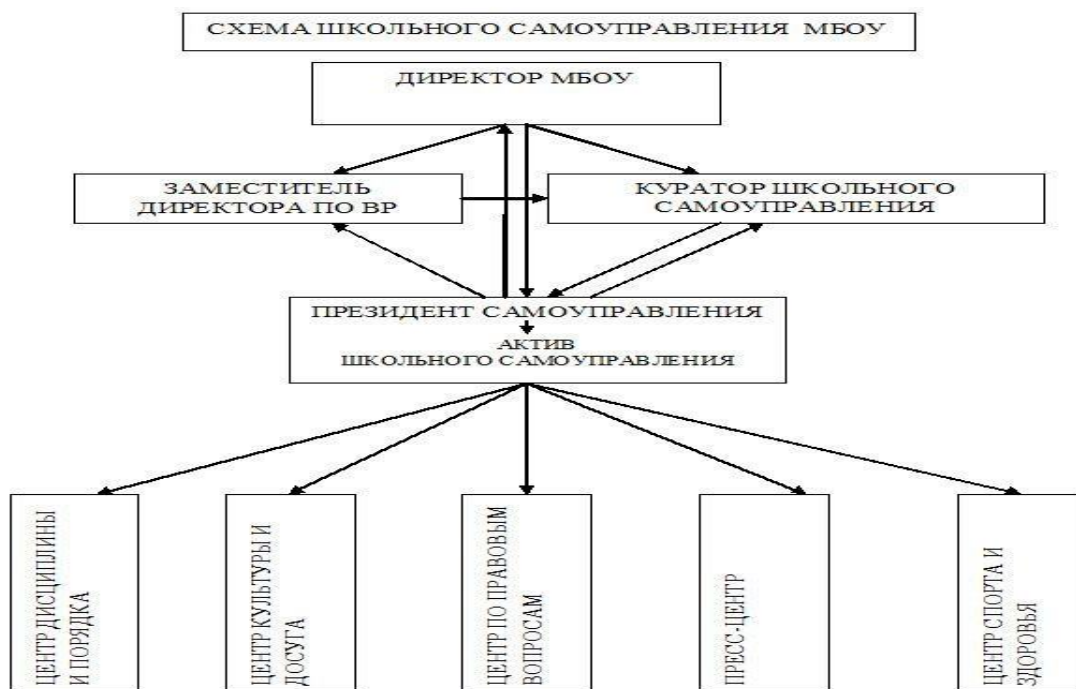 СХЕМА ШКОЛЬНОГО САМОУПРАВЛЕНИЯ МБОУ
ДИРЕКТОР МБОУ
ЗАМЕСТИТЕЛЬ
ДИРЕКТОРА ПО ВР
КУРАТОР ШКОЛЬНОГО
САМОУПРАВЛЕНИЯ
ПРЕЗИДЕНТ САМОУПРАВЛЕНИЯ
АКТИВ
ШКОЛЬНОГО САМОУПРАВЛЕНИЯ
ЦЕНТР ДИСЦИПЛИНЫ
И ПОРЯДКА
ЦЕНТР КУЛЬТУРЫ И
ДОСУГА
ЦЕНТР ПО ПРАВОВЫМ
ВОПРОСАМ
ПРЕСС-ЦЕНТР
ЦЕНТР СПОРТА И
ЗДОРОВЬЯ